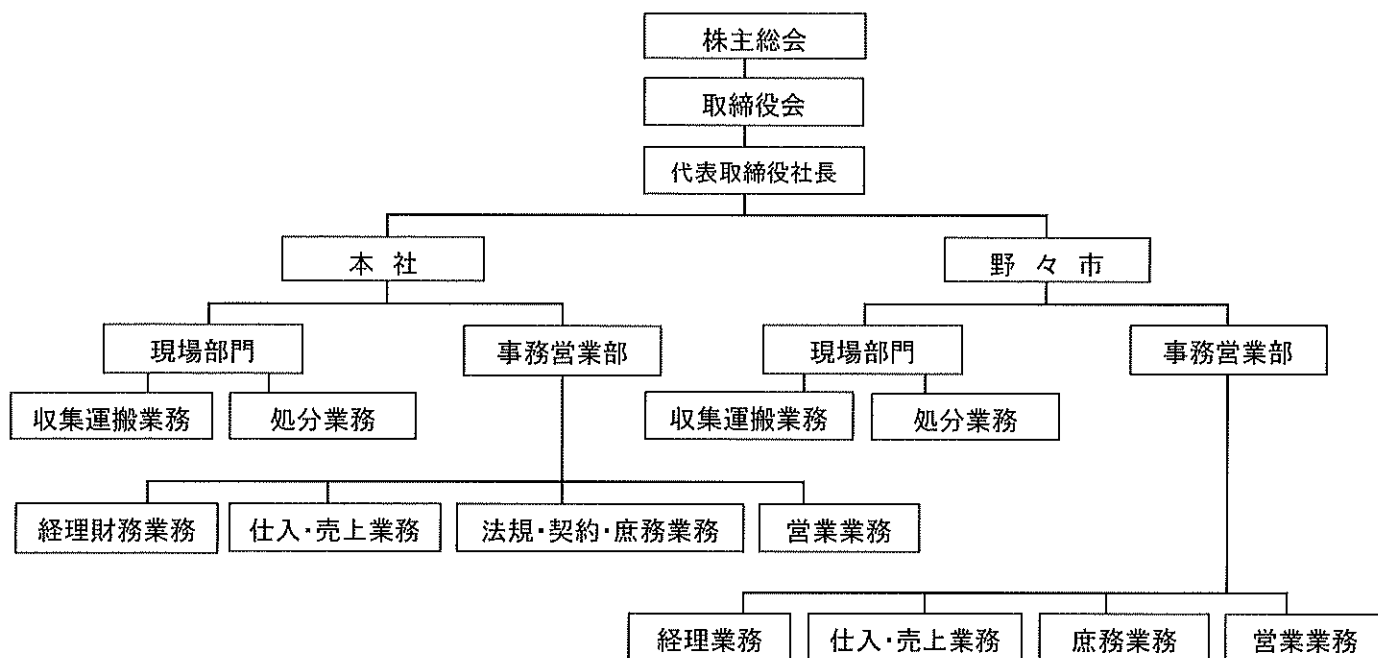 株主総会
取締役会
代表取締役社長
本 社
野 々 市
現場部門
事務営業部
現場部門
事務営業部
収集運搬業務
処分業務
収集運搬業務
処分業務
経理財務業務
仕入・売上業務
法規・契約・庶務業務
営業業務
経理業務
仕入・売上業務
庶務業務
営業業務